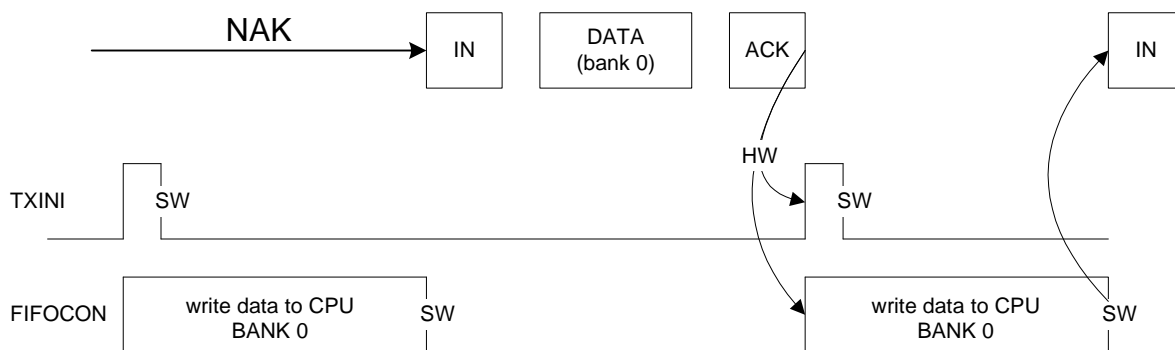 NAK
IN
DATA
(bank 0)
ACK
IN
HW
TXINI
SW
SW
FIFOCON
write data to CPU
BANK 0
SW
write data to CPU
BANK 0
SW